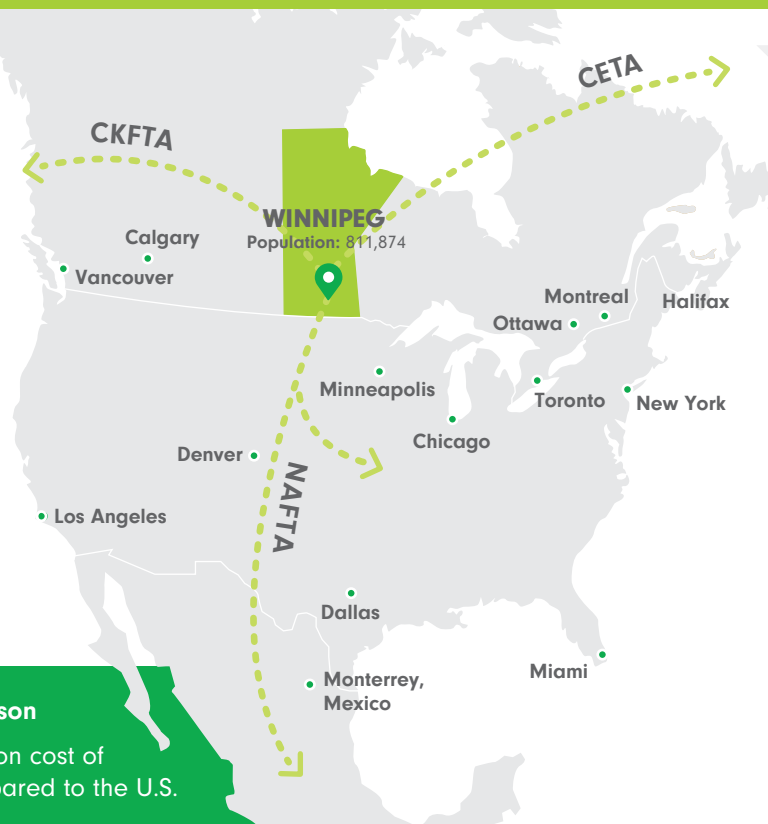 CETA
CKFTA
WINNIPEG
Population: 811,874
Calgary
Vancouver
Montreal
Halifax
Ottawa
Minneapolis
Toronto
New York
Chicago
Denver
NAFTA
Los Angeles
Dallas
Miami
Monterrey,
Mexico
son
on cost of
pared to the U.S.